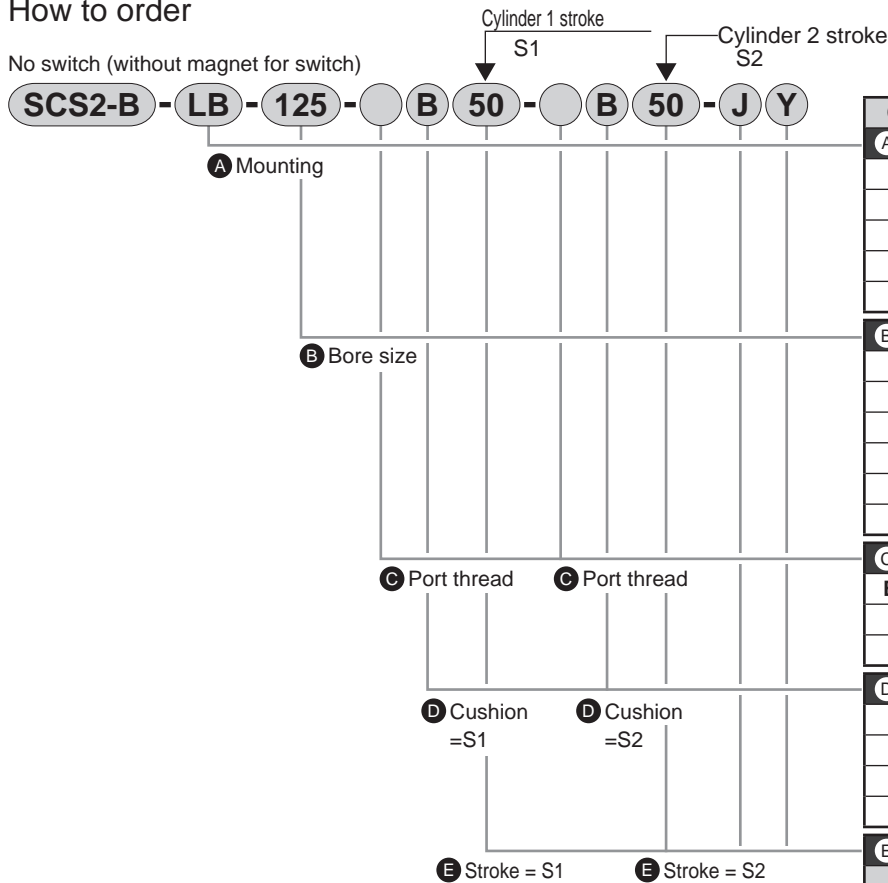 How to order
Cylinder 1 stroke
S1
Cylinder 2 stroke
S2
No switch (without magnet for switch)
SCS2-B - LB - 125 - B 50 - B 50 - J Y
A Mounting
B Bore size
C Port thread C Port thread
D Cushion D Cushion
=S1 =S2
E Stroke = S1 E Stroke = S2
A
B
C
D
E